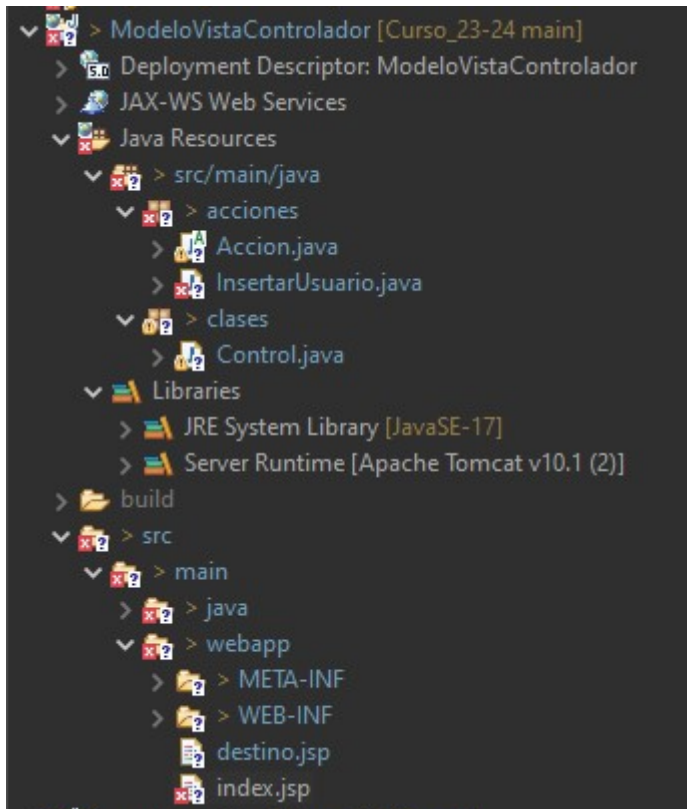 > ModeloVistaControlador [Curso_23-24 main]
5.0 Deployment Descriptor: ModeloVistaControlador
JAX-WS Web Services
Java Resources
> src/main/java
> acciones
Accion.java
InsertarUsuario.java
> clases
Control.java
Libraries
JRE System Library [JavaSE-17]
Server Runtime [Apache Tomcat v10.1 (2)]
build
> src
> main
> java
> webapp
> META-INF
> WEB-INF
destino.jsp
index.jsp